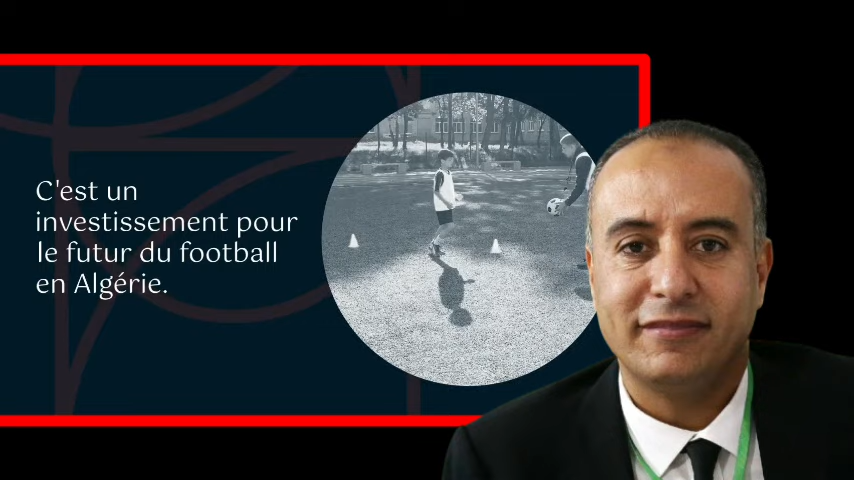 C'est un
investissement pour
le futur du football
en Algérie.